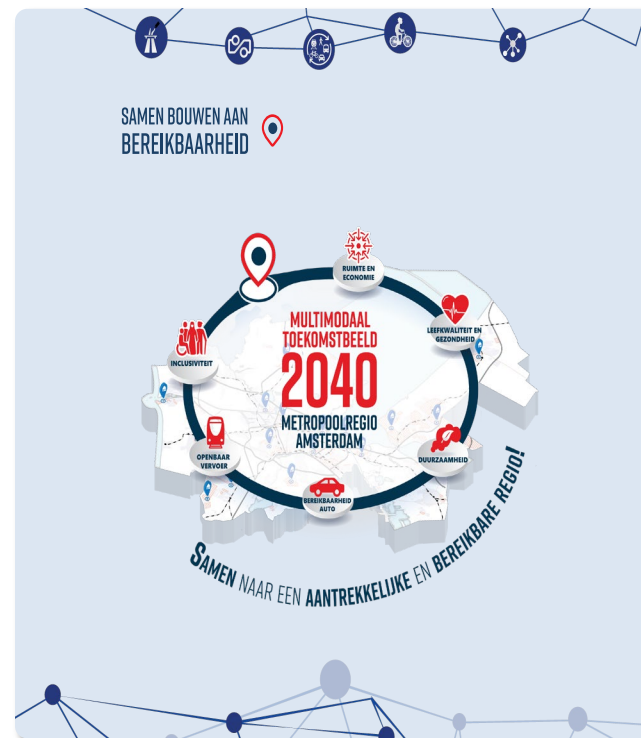 SAMEN BOUWEN AAN
BEREIKBAARHEID
RUIMTE EN
ECONOMIE
LEEFKWALITEIT EN
GEZONDHEID
INCLUSIVITEIT
MULTIMODAAL
TOEKOMSTBEELD
2040
METROPOOLREGIO
AMSTERDAM
OPENBAAR
VERVOER
DUURZAAMHEID
BEREIKBAARHEID
AUTO
SAMEN NAAR EEN AANTREKKELIJKE EN BEREIKBARE REGIO!